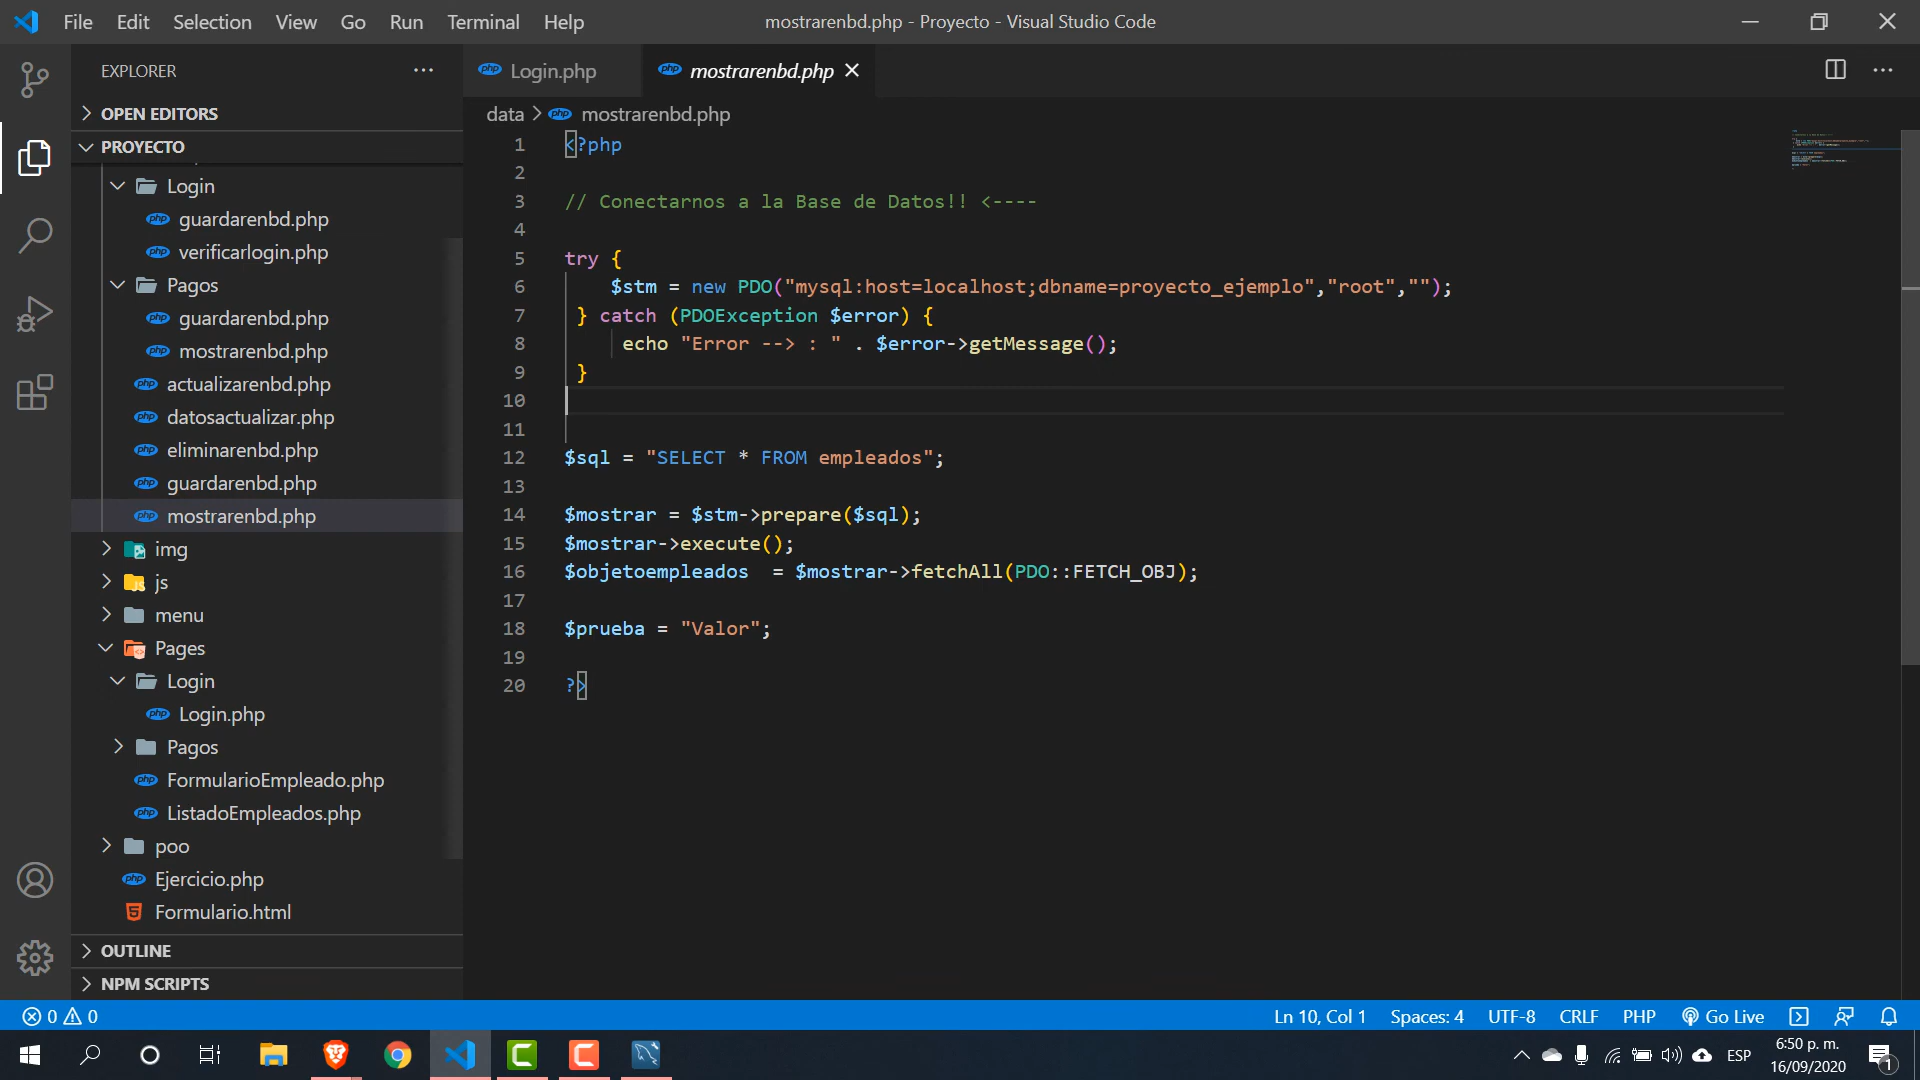 File Edit Selection View Go Run Terminal Help
mostrarenbd.php - Proyecto - Visual Studio Code
EXPLORER
OPEN EDITORS
PROYECTO
Login
guardarenbd.php
verificarlogin.php
Pagos
guardarenbd.php
mostrarenbd.php
actualizarenbd.php
datosactualizar.php
eliminarenbd.php
guardarenbd.php
mostrarenbd.php
img
js
menu
Pages
Login
Login.php
Pagos
FormularioEmpleado.php
ListadoEmpleados.php
poo
Ejercicio.php
Formulario.html
OUTLINE
NPM SCRIPTS
Login.php
mostrarenbd.php
data > mostrarenbd.php
1 <?php
2
3 // Conectarnos a la Base de Datos!! <----
4
5 try {
6 $stm = new PDO("mysql:host=localhost;dbname=proyecto_ejemplo","root","");
7 } catch (PDOException $error) {
8 echo "Error --> : " . $error->getMessage();
9 }
10
11
12 $sql = "SELECT * FROM empleados";
13
14 $mostrar = $stm->prepare($sql);
15 $mostrar->execute();
16 $objetoempleados  = $mostrar->fetchAll(PDO::FETCH_OBJ);
17
18 $prueba = "Valor";
19
20 ?>
0 0
Ln 10, Col 1 Spaces: 4 UTF-8 CRLF PHP Go Live
ESP
6:50 p. m.
16/09/2020
1